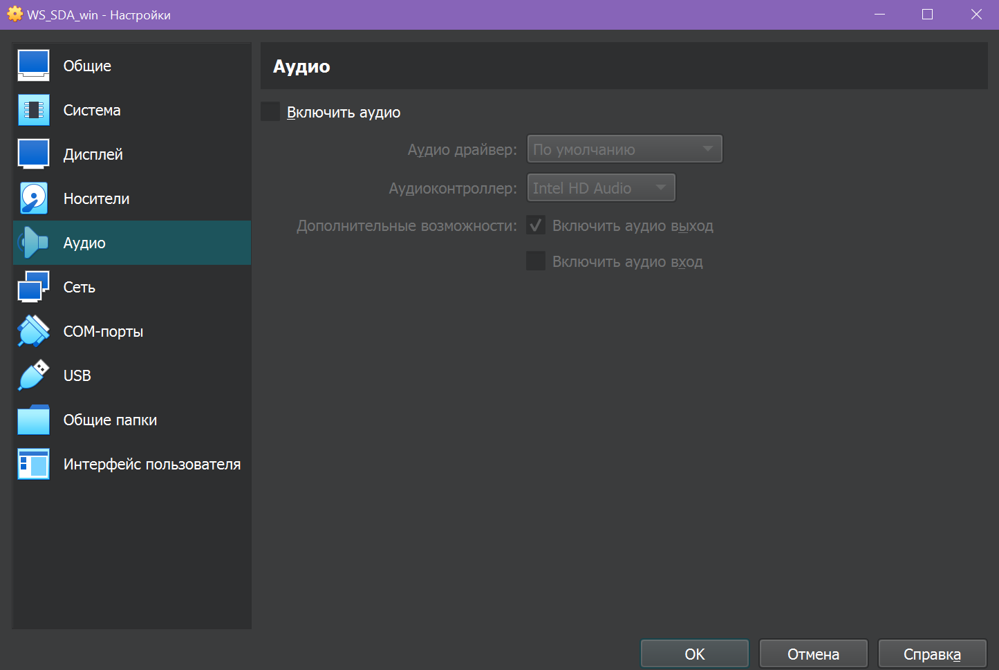 WS_SDA_win - Настройки
Общие
Система
Дисплей
Носители
Аудио
Сеть
COM-порты
USB
Общие папки
Интерфейс пользователя
Аудио
Включить аудио
Аудио драйвер: По умолчанию
Аудиоконтроллер: Intel HD Audio
Дополнительные возможности: Включить аудио выход
Включить аудио вход
OK Отмена Справка